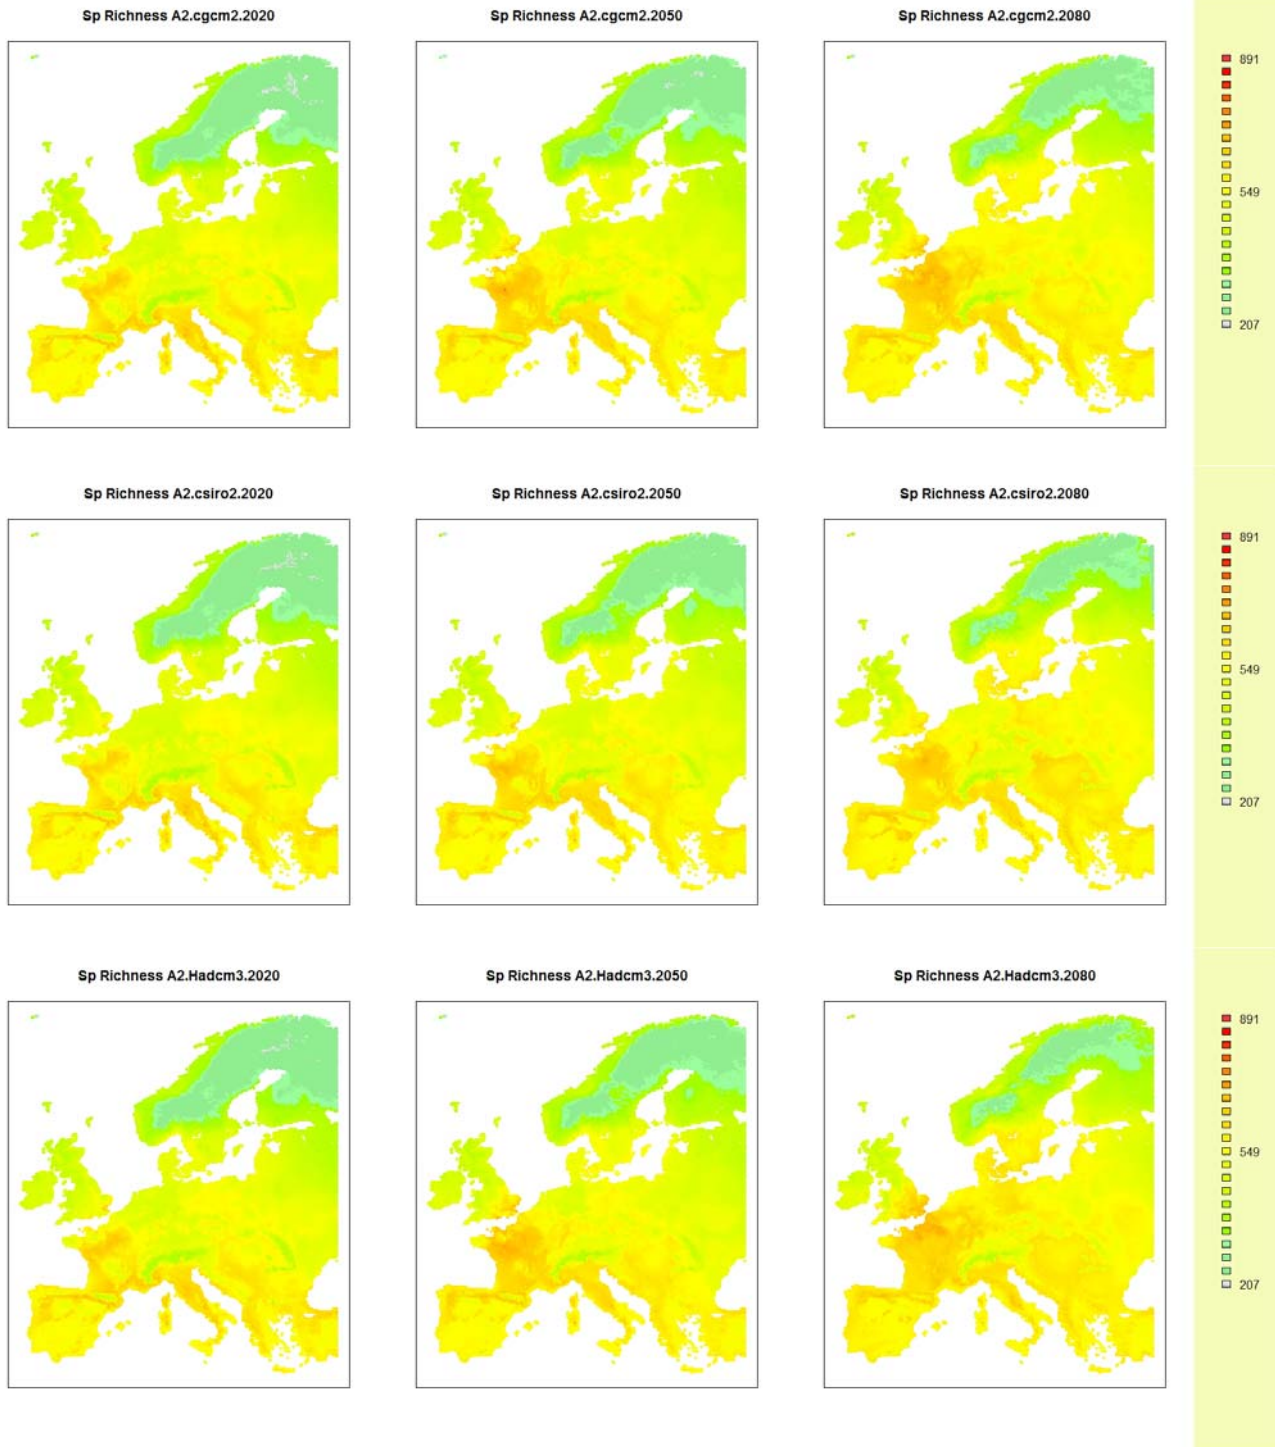 Sp Richness A2.cgcm2.2020
Sp Richness A2.cgcm2.2050
Sp Richness A2.cgcm2.2080
891
549
207
Sp Richness A2.csiro2.2020
Sp Richness A2.csiro2.2050
Sp Richness A2.csiro2.2080
891
549
207
Sp Richness A2.Hadcm3.2020
Sp Richness A2.Hadcm3.2050
Sp Richness A2.Hadcm3.2080
891
549
207